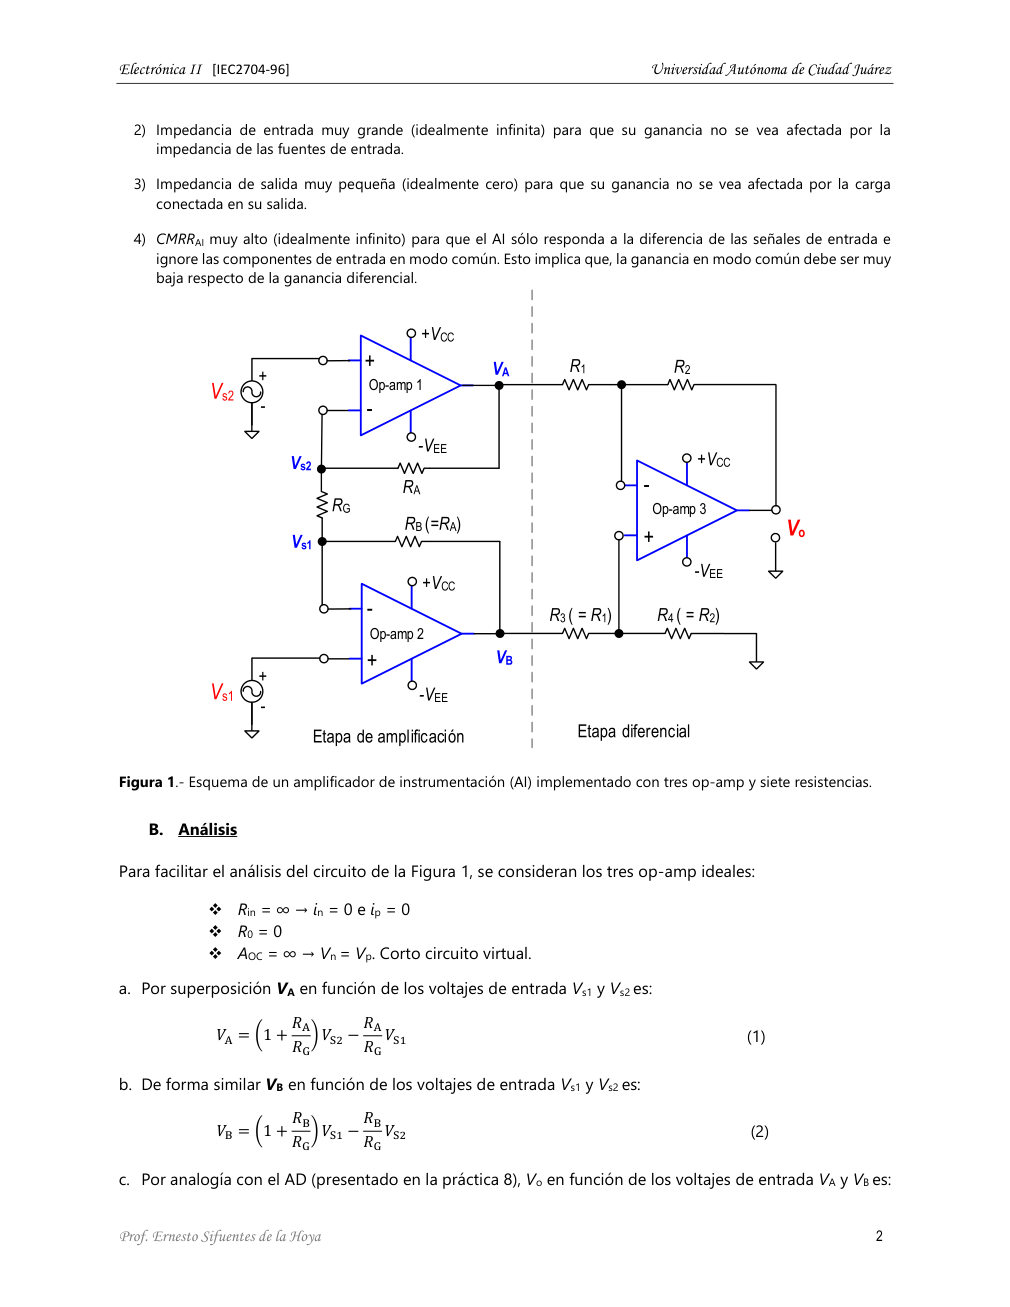 Electrónica II [IEC2704-96] Universidad Autónoma de Ciudad Juárez
2) Impedancia de entrada muy grande (idealmente infinita) para que su ganancia no se vea afectada por la
impedancia de las fuentes de entrada.
3) Impedancia de salida muy pequeña (idealmente cero) para que su ganancia no se vea afectada por la carga
conectada en su salida.
4) CMRRAI muy alto (idealmente infinito) para que el AI sólo responda a la diferencia de las señales de entrada e
ignore las componentes de entrada en modo común. Esto implica que, la ganancia en modo común debe ser muy
baja respecto de la ganancia diferencial.
+VCC
+
Op-amp 1
-
-VEE
Vs2
+
-
VA
R1
R2
Vs2
RA
RG
RB (=RA)
Vs1
+VCC
-
Op-amp 3
+
-VEE
Vo
+VCC
-
Op-amp 2
+
-VEE
R3 ( = R1)
R4 ( = R2)
VB
Vs1
+
-
Etapa de amplificación
Etapa diferencial
Figura 1.- Esquema de un amplificador de instrumentación (AI) implementado con tres op-amp y siete resistencias.
B. Análisis
Para facilitar el análisis del circuito de la Figura 1, se consideran los tres op-amp ideales:
❖ Rin = ∞ → in = 0 e ip = 0
❖ R0 = 0
❖ AOC = ∞ → Vn = Vp. Corto circuito virtual.
a. Por superposición VA en función de los voltajes de entrada Vs1 y Vs2 es:
VA = (1 + RA/RG) VS2 − RA/RG VS1 (1)
b. De forma similar VB en función de los voltajes de entrada Vs1 y Vs2 es:
VB = (1 + RB/RG) VS1 − RB/RG VS2 (2)
c. Por analogía con el AD (presentado en la práctica 8), Vo en función de los voltajes de entrada VA y VB es:
Prof. Ernesto Sifuentes de la Hoya 2